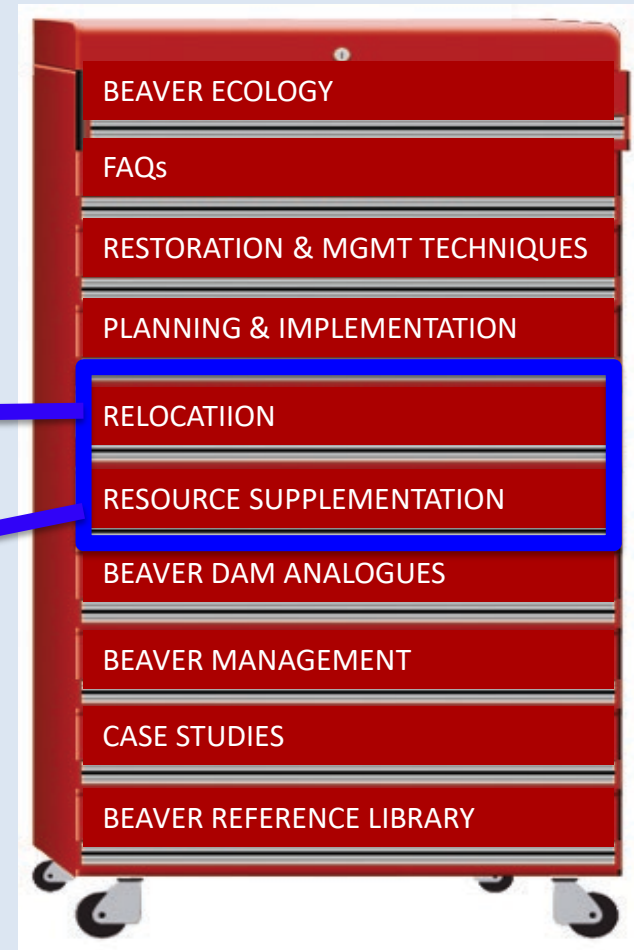 BEAVER ECOLOGY
FAQs
RESTORATION & MGMT TECHNIQUES
PLANNING & IMPLEMENTATION
RELOCATIION
RESOURCE SUPPLEMENTATION
BEAVER DAM ANALOGUES
BEAVER MANAGEMENT
CASE STUDIES
BEAVER REFERENCE LIBRARY